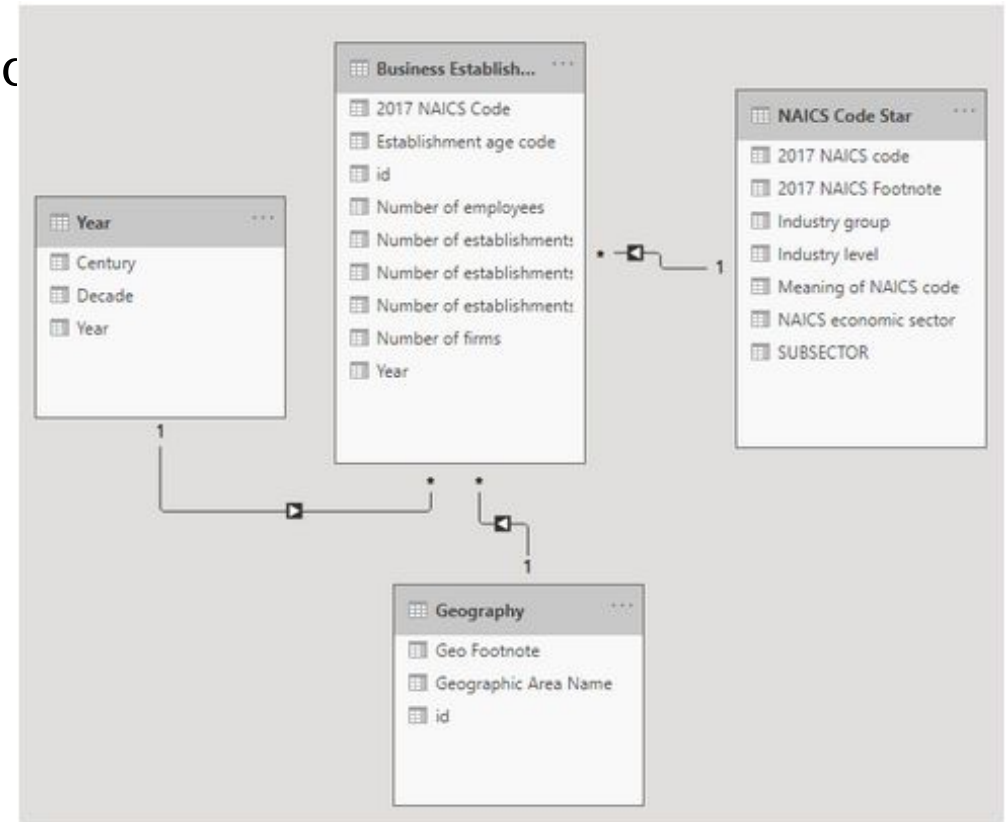 Business Establish... ...
2017 NAICS Code
Establishment age code
id
Number of employees
Number of establishments
Number of establishments
Number of establishments
Number of firms
Year
NAICS Code Star ...
2017 NAICS code
2017 NAICS Footnote
Industry group
Industry level
Meaning of NAICS code
NAICS economic sector
SUBSECTOR
Year ...
Century
Decade
Year
* 1
1
* *
1
Geography ...
Geo Footnote
Geographic Area Name
id